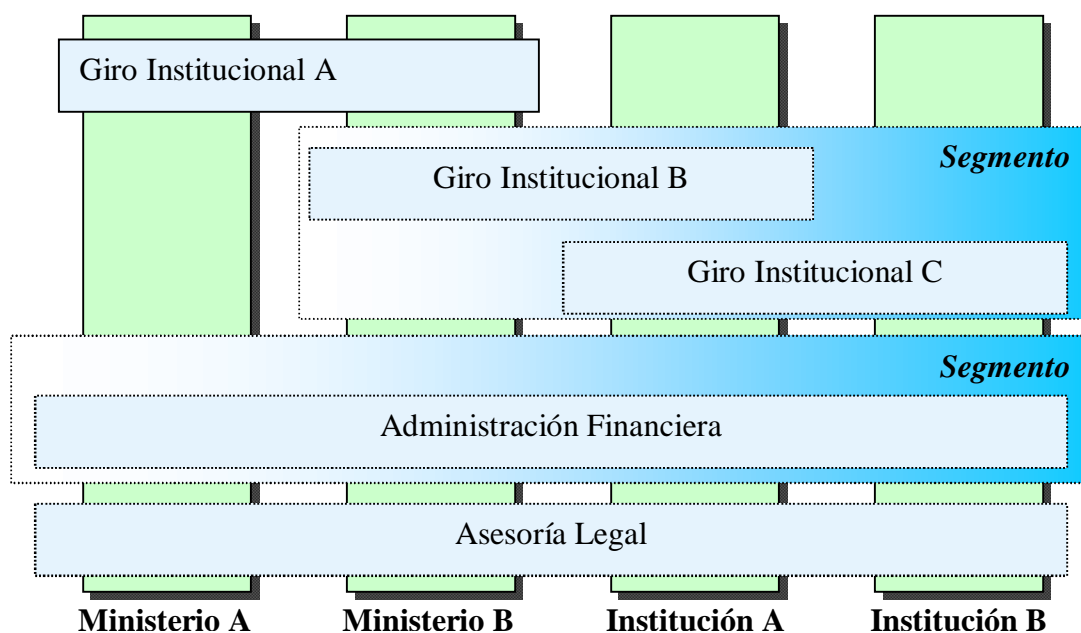 Giro Institucional A
Segmento
Giro Institucional B
Giro Institucional C
Segmento
Administración Financiera
Asesoría Legal
Ministerio A
Ministerio B
Institución A
Institución B